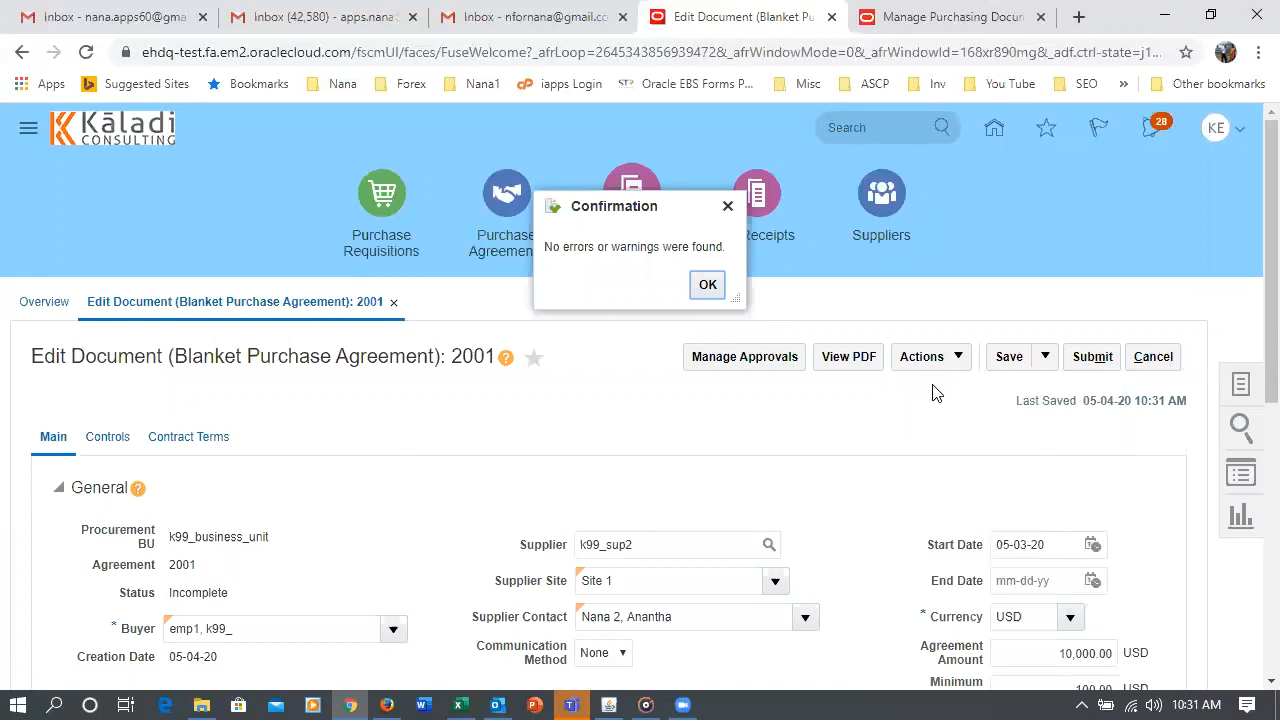 Inbox - nana.apps60@gma
Inbox (42,580) - apps.nana
Inbox - nfornana@gmail.co
Edit Document (Blanket Pu
Manage Purchasing Docu
ehdq-test.fa.em2.oraclecloud.com/fscmUI/faces/FuseWelcome?_afrLoop=26453438569394​72&_afrWindowMode=0&_afrWindowId=168xr890mg&_adf.ctrl-state=j1...
Apps
Suggested Sites
Bookmarks
Nana
Forex
Nana1
iapps Login
Oracle EBS Forms P...
Misc
ASCP
Inv
You Tube
SEO
»
Other bookmarks
Kāladi
CONSULTING
Search
28
KE
Purchase
Requisitions
Purchase
Agreemen
Receipts
Suppliers
Confirmation
No errors or warnings were found.
OK
Overview
Edit Document (Blanket Purchase Agreement): 2001
Edit Document (Blanket Purchase Agreement): 2001
Manage Approvals
View PDF
Actions
Save
Submit
Cancel
Last Saved 05-04-20 10:31 AM
Main
Controls
Contract Terms
General
Procurement
BU
k99_business_unit
Agreement 2001
Status Incomplete
* Buyer emp1, k99_
Creation Date 05-04-20
Supplier k99_sup2
Supplier Site Site 1
Supplier Contact Nana 2, Anantha
Communication
Method
None
Start Date 05-03-20
End Date mm-dd-yy
* Currency USD
Agreement
Amount
10,000.00 USD
Minimum
100.00 USD
10:31 AM